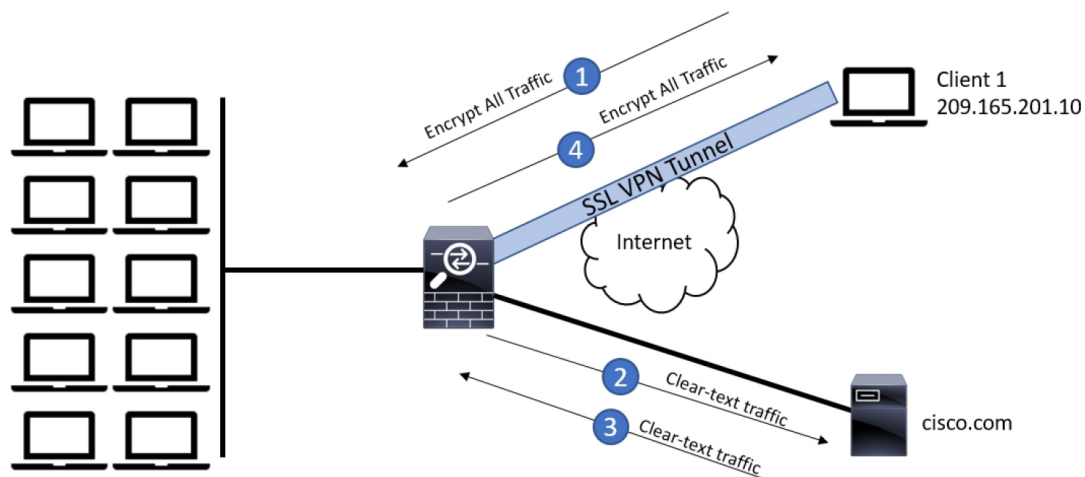 1
Encrypt All Traffic
4
Encrypt All Traffic
Client 1
209.165.201.10
SSL VPN Tunnel
Internet
2
Clear-text traffic
3
Clear-text traffic
cisco.com